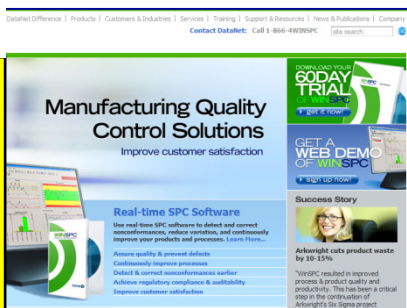 DataNet Difference | Products | Customers & Industries | Services | Training | Support & Resources | News & Publications | Company
Contact DataNet: Call 1-866-4WINSPC
site search:
DOWNLOAD YOUR
60DAY
TRIAL
OF WINSPC
get it now!
Manufacturing Quality
Control Solutions
Improve customer satisfaction
GET A
WEB DEMO
OF WINSPC
sign up now!
Real-time SPC Software
Use real-time SPC software to detect and correct
nonconformances, reduce variation, and continuously
improve your products and processes. Learn More...
Assure quality & prevent defects
Continuously improve processes
Detect & correct nonconformances earlier
Achieve regulatory compliance & auditability
Improve customer satisfaction
Success Story
Arkwright cuts product waste
by 10-15%
"WinSPC resulted in improved
process & product quality and
productivity. This has been a critical
step in the continuation of
Arkwright's Six Sigma project